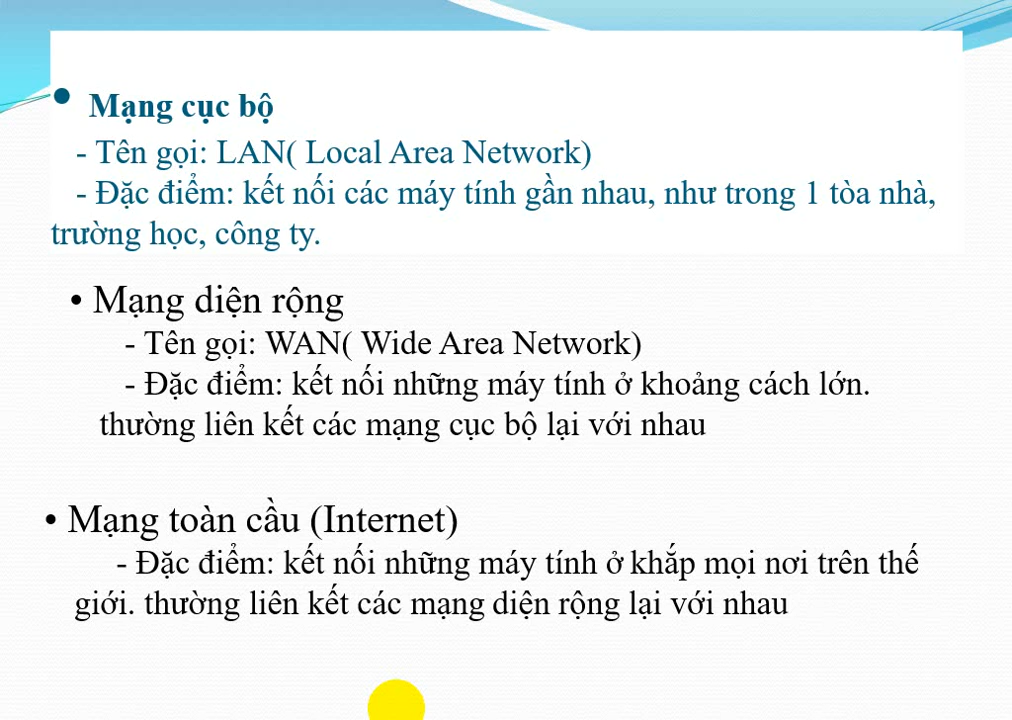 • Mạng cục bộ
- Tên gọi: LAN( Local Area Network)
- Đặc điểm: kết nối các máy tính gần nhau, như trong 1 tòa nhà,
trường học, công ty.
• Mạng diện rộng
- Tên gọi: WAN( Wide Area Network)
- Đặc điểm: kết nối những máy tính ở khoảng cách lớn.
thường liên kết các mạng cục bộ lại với nhau
• Mạng toàn cầu (Internet)
- Đặc điểm: kết nối những máy tính ở khắp mọi nơi trên thế
giới. thường liên kết các mạng diện rộng lại với nhau